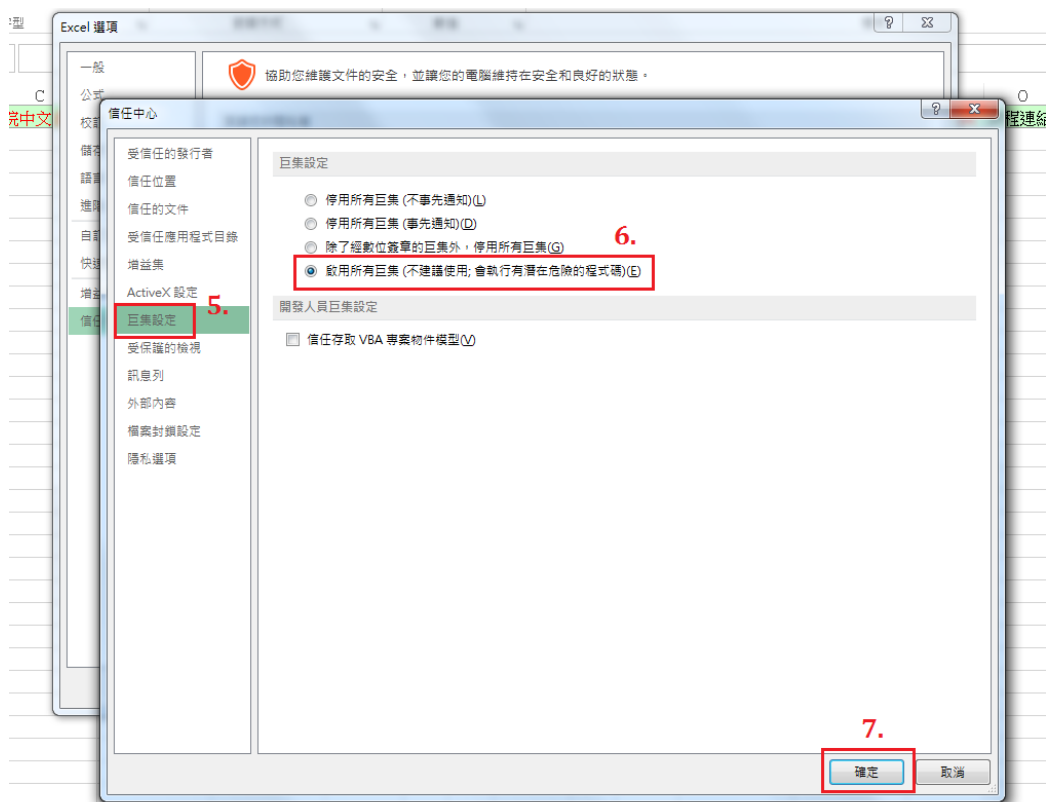 Excel 選項
一般
公式
協助您維護文件的安全，並讓您的電腦維持在安全和良好的狀態。
C
O
院中文
程連結
信任中心
受信任的發行者
信任位置
信任的文件
受信任應用程式目錄
增益集
ActiveX 設定
巨集設定
受保護的檢視
訊息列
外部內容
檔案封鎖設定
隱私選項
5.
巨集設定
停用所有巨集 (不事先通知)(L)
停用所有巨集 (事先通知)(D)
除了經數位簽章的巨集外，停用所有巨集(G)
6.
啟用所有巨集 (不建議使用; 會執行有潛在危險的程式碼)(E)
開發人員巨集設定
信任存取 VBA 專案物件模型(V)
7.
確定
取消